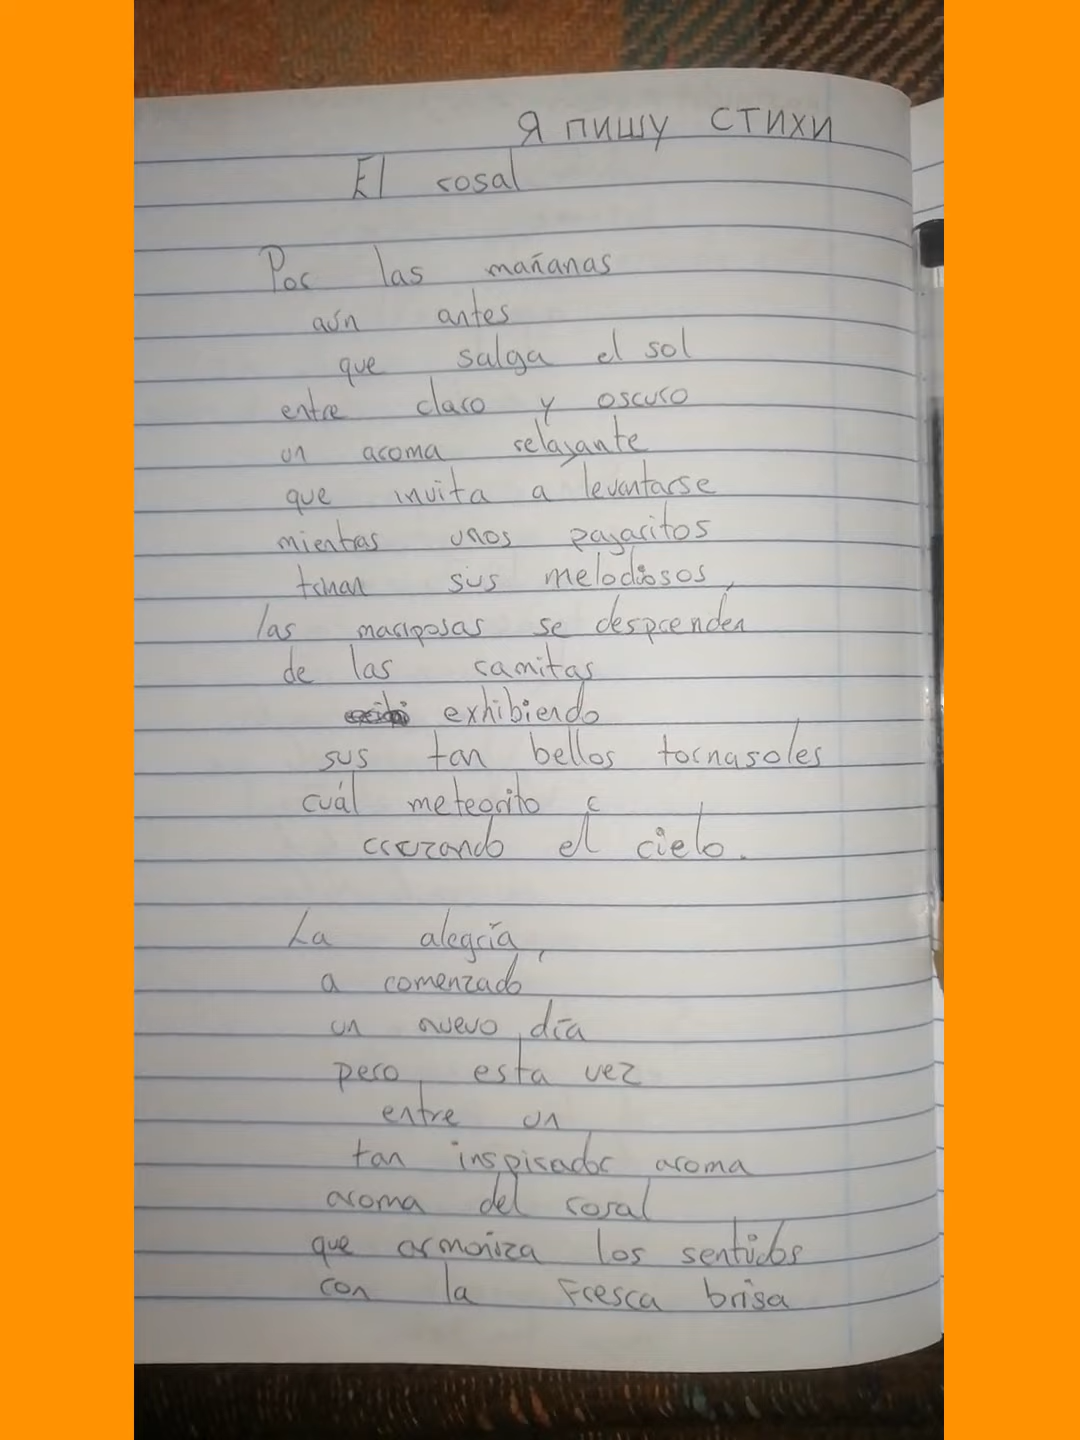 Я пишу стихи
El rosal
Por las mañanas
aún antes
que salga el sol
entre claro y oscuro
un aroma relajante
que invita a levantarse
mientras unos pajaritos
sus melodiosos,
las mariposas se desprenden
de las ramitas
exhibiendo
sus tan bellos tornasoles
cuál meteorito c
cruzando el cielo.
La alegría,
a comenzado
un nuevo día
pero, esta vez
entre un
tan inspirador aroma
aroma del rosal
que armoniza los sentidos
con la fresca brisa